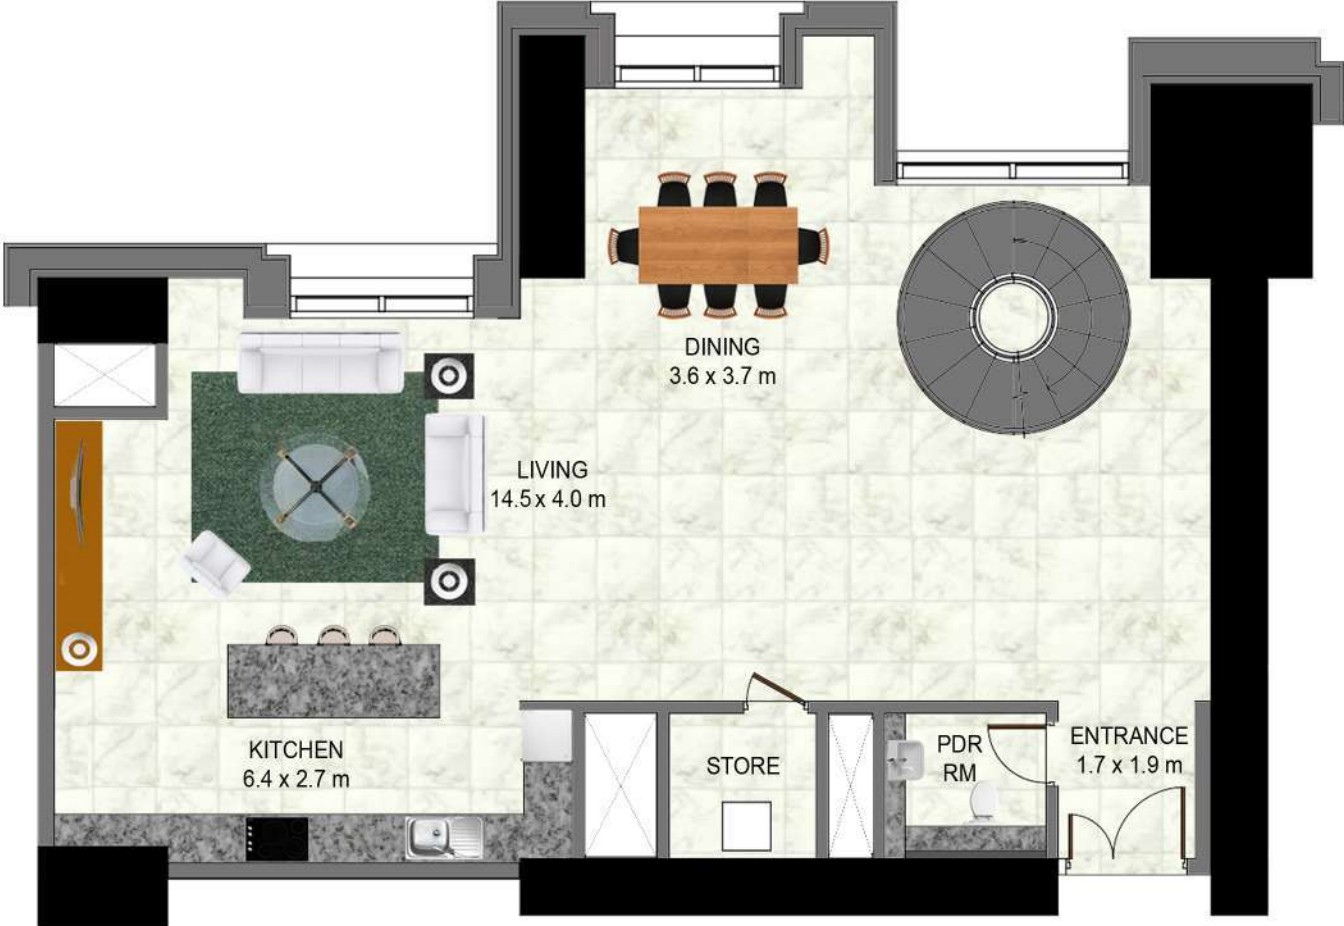 DINING
3.6 x 3.7 m
LIVING
14.5 x 4.0 m
KITCHEN
6.4 x 2.7 m
STORE
PDR
RM
ENTRANCE
1.7 x 1.9 m